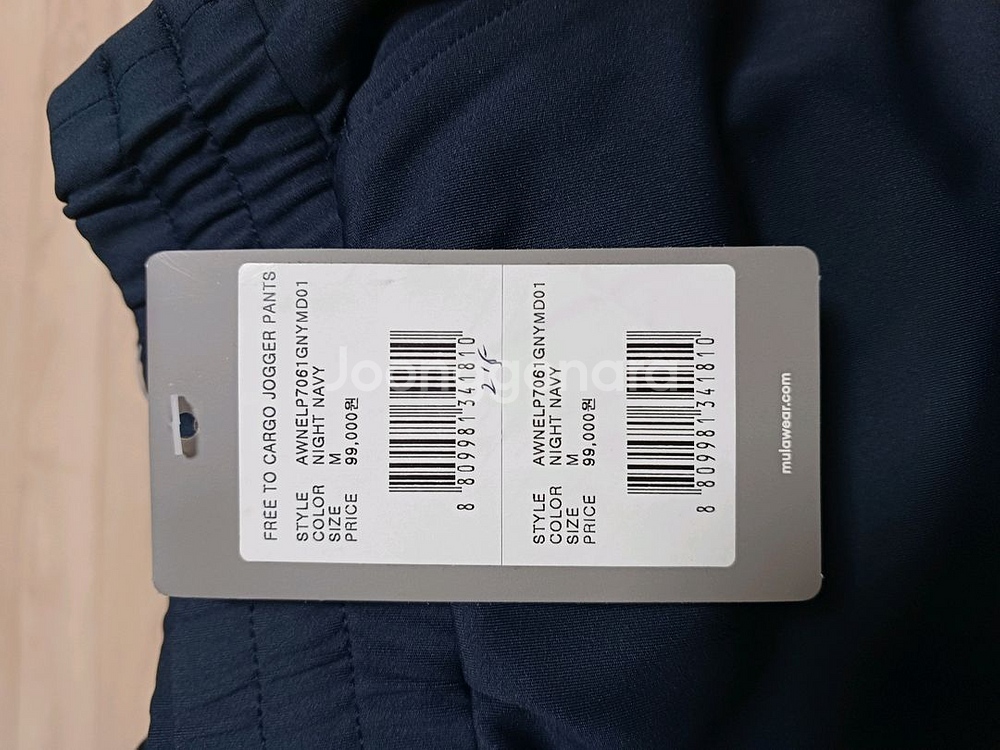 FREE TO CARGO JOGGER PANTS
STYLE AWNELP7061GNYMD01
COLOR NIGHT NAVY
SIZE M
PRICE 99,000원
8 809981 341810
STYLE AWNELP7061GNYMD01
COLOR NIGHT NAVY
SIZE M
PRICE 99,000원
8 809981 341810
mulawear.com
Joonggonara